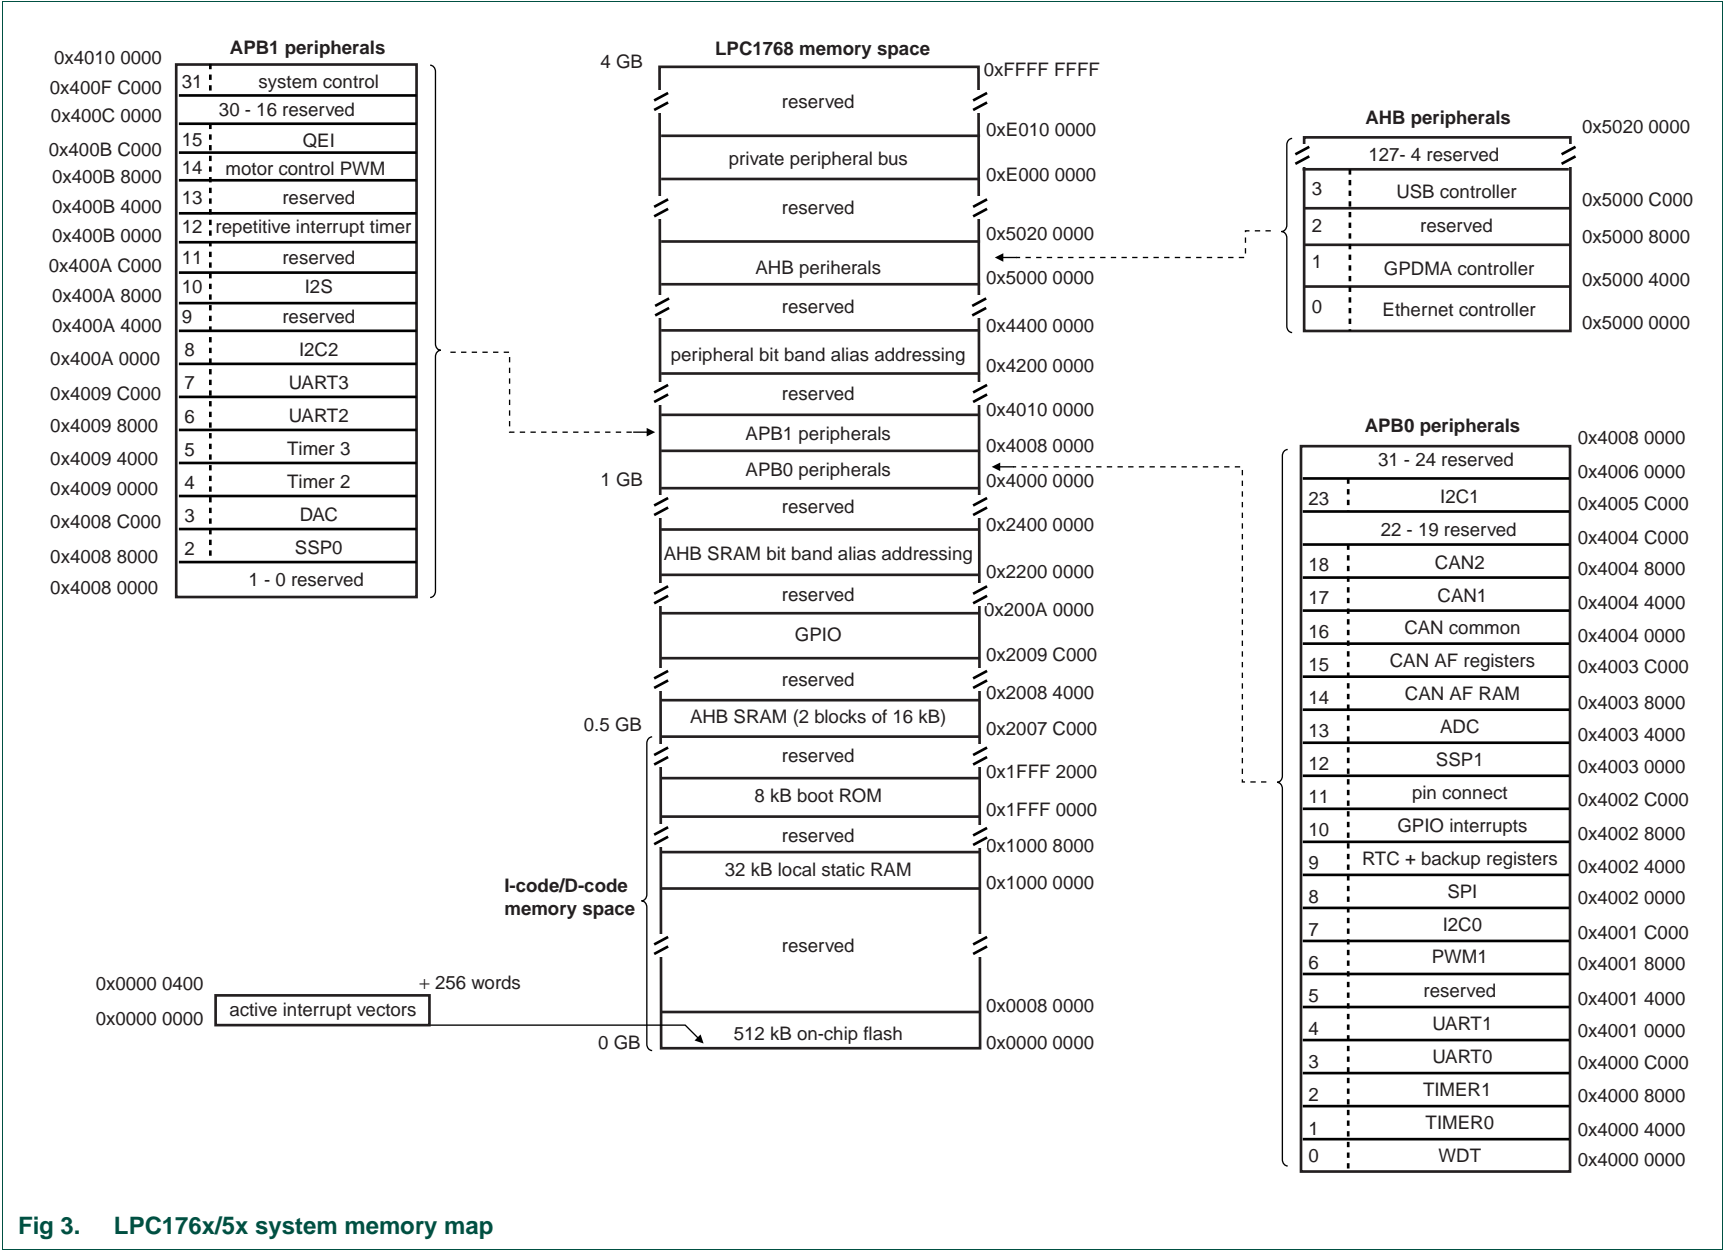 APB1 peripherals
0x4010 0000
31 system control
0x400F C000
30 - 16 reserved
0x400C 0000
15 QEI
0x400B C000
14 motor control PWM
0x400B 8000
13 reserved
0x400B 4000
12 repetitive interrupt timer
0x400B 0000
11 reserved
0x400A C000
10 I2S
0x400A 8000
9 reserved
0x400A 4000
8 I2C2
0x400A 0000
7 UART3
0x4009 C000
6 UART2
0x4009 8000
5 Timer 3
0x4009 4000
4 Timer 2
0x4009 0000
3 DAC
0x4008 C000
2 SSP0
0x4008 8000
1 - 0 reserved
0x4008 0000
LPC1768 memory space
4 GB
0xFFFF FFFF
reserved
0xE010 0000
private peripheral bus
0xE000 0000
reserved
0x5020 0000
AHB periherals
0x5000 0000
reserved
0x4400 0000
peripheral bit band alias addressing
0x4200 0000
reserved
0x4010 0000
APB1 peripherals
0x4008 0000
APB0 peripherals
1 GB
0x4000 0000
reserved
0x2400 0000
AHB SRAM bit band alias addressing
0x2200 0000
reserved
0x200A 0000
GPIO
0x2009 C000
reserved
0x2008 4000
AHB SRAM (2 blocks of 16 kB)
0.5 GB
0x2007 C000
reserved
0x1FFF 2000
8 kB boot ROM
0x1FFF 0000
reserved
0x1000 8000
32 kB local static RAM
0x1000 0000
I-code/D-code
memory space
reserved
0x0008 0000
512 kB on-chip flash
0 GB
0x0000 0000
0x0000 0400
+ 256 words
active interrupt vectors
0x0000 0000
AHB peripherals
0x5020 0000
127- 4 reserved
3 USB controller
0x5000 C000
2 reserved
0x5000 8000
1 GPDMA controller
0x5000 4000
0 Ethernet controller
0x5000 0000
APB0 peripherals
0x4008 0000
31 - 24 reserved
0x4006 0000
23 I2C1
0x4005 C000
22 - 19 reserved
0x4004 C000
18 CAN2
0x4004 8000
17 CAN1
0x4004 4000
16 CAN common
0x4004 0000
15 CAN AF registers
0x4003 C000
14 CAN AF RAM
0x4003 8000
13 ADC
0x4003 4000
12 SSP1
0x4003 0000
11 pin connect
0x4002 C000
10 GPIO interrupts
0x4002 8000
9 RTC + backup registers
0x4002 4000
8 SPI
0x4002 0000
7 I2C0
0x4001 C000
6 PWM1
0x4001 8000
5 reserved
0x4001 4000
4 UART1
0x4001 0000
3 UART0
0x4000 C000
2 TIMER1
0x4000 8000
1 TIMER0
0x4000 4000
0 WDT
0x4000 0000
Fig 3. LPC176x/5x system memory map